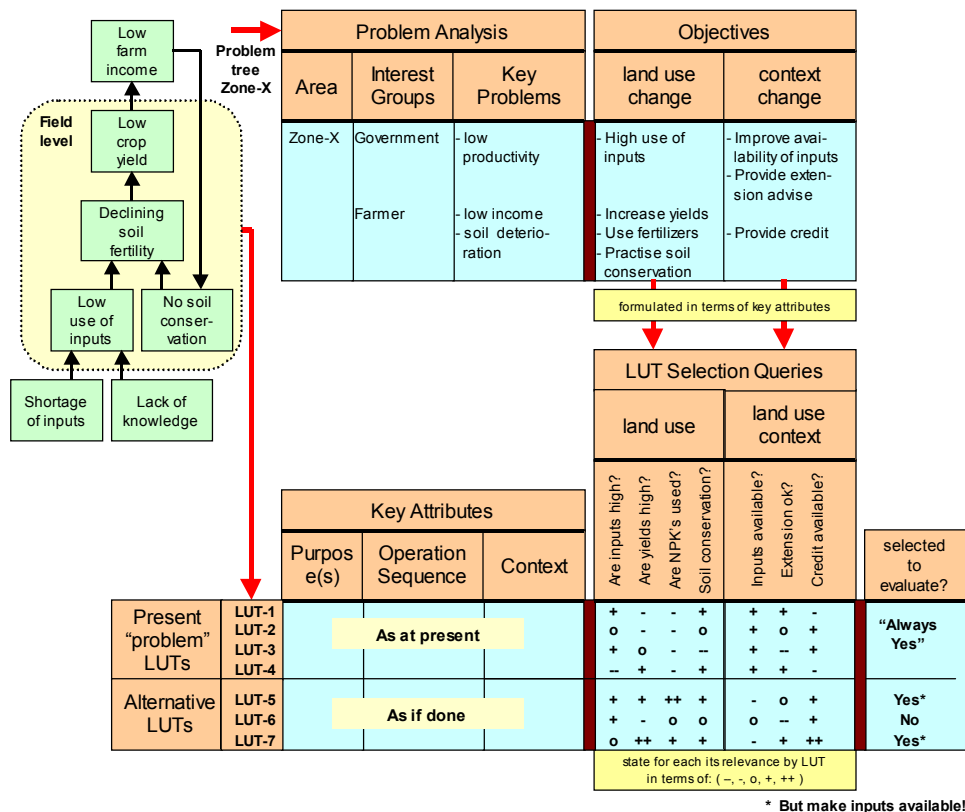 Low
farm
income
Field
level
Low
crop
yield
Declining
soil
fertility
Low
use of
inputs
No soil
conser-
vation
Shortage
of inputs
Lack of
knowledge
Problem
tree
Zone-X
Problem Analysis
Objectives
Area
Interest
Groups
Key
Problems
land use
change
context
change
Zone-X
Government
- low
productivity
- High use of
inputs
- Improve avai-
lability of inputs
- Provide exten-
sion advise
Farmer
- low income
- soil deterio-
ration
- Increase yields
- Use fertilizers
- Practise soil
conservation
- Provide credit
formulated in terms of key attributes
LUT Selection Queries
land use
land use
context
Are inputs high?
Are yields high?
Are NPK's used?
Soil conservation?
Inputs available?
Extension ok?
Credit available?
Key Attributes
Purpos
e(s)
Operation
Sequence
Context
selected
to
evaluate?
Present
“problem”
LUTs
LUT-1 + - - + + + -
LUT-2 o - - o + o +
LUT-3 + o - -- + -- +
LUT-4 -- + - + + + -
As at present
“Always
Yes”
Alternative
LUTs
LUT-5 + + ++ + - o + Yes*
LUT-6 + - o o o -- + No
LUT-7 o ++ + + - + ++ Yes*
As if done
state for each its relevance by LUT
in terms of: ( –, -, o, +, ++ )
* But make inputs available!